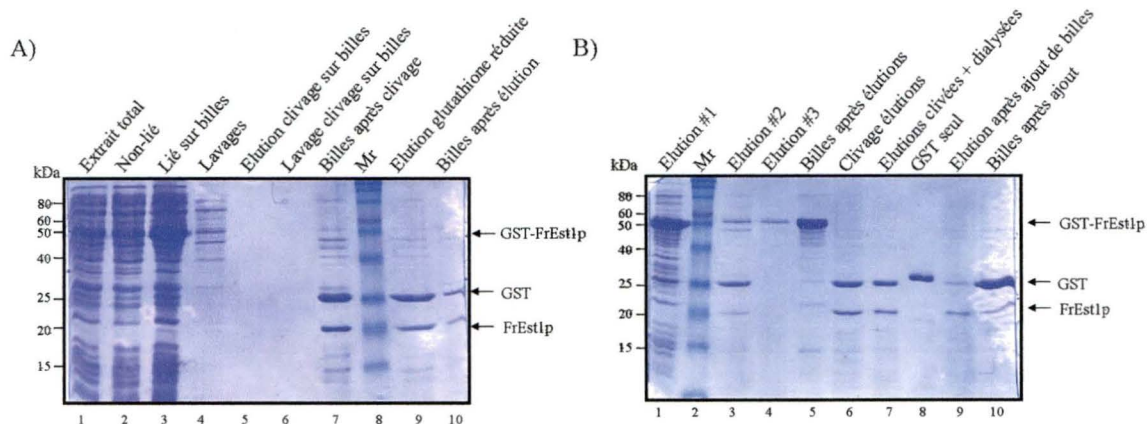 A)
Extrait total
Non-lié
Lié sur billes
Lavages
Elution clivage sur billes
Lavage clivage sur billes
Billes après clivage
Mr
Elution glutathione réduite
Billes après élution
kDa
80
60
50
40
25
20
15
GST-FrEst1p
GST
FrEst1p
1 2 3 4 5 6 7 8 9 10
B)
Elution #1
Mr
Elution #2
Elution #3
Billes après élutions
Clivage élutions
Elutions clivées + dialysées
GST seul
Elution après ajout de billes
Billes après ajout
kDa
80
60
50
40
25
20
15
GST-FrEst1p
GST
FrEst1p
1 2 3 4 5 6 7 8 9 10